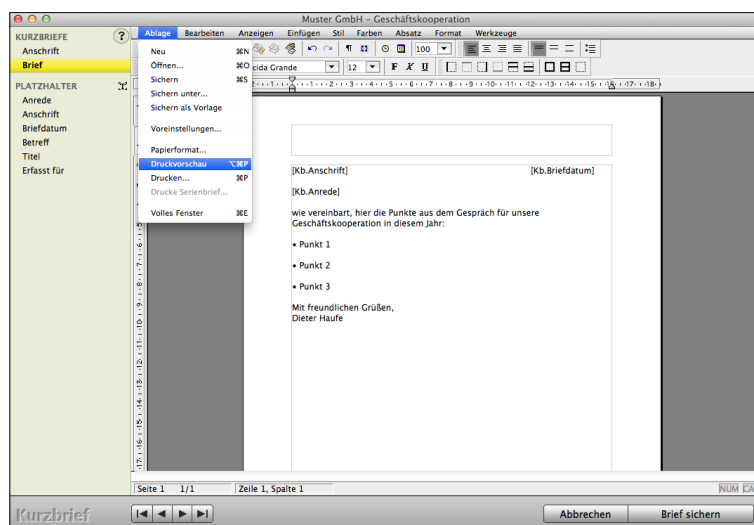 Muster GmbH – Geschäftskooperation
KURZBRIEFE ?
Anschrift
Brief
PLATZHALTER
Anrede
Anschrift
Briefdatum
Betreff
Titel
Erfasst für
Ablage Bearbeiten Anzeigen Einfügen Stil Farben Absatz Format Werkzeuge
Neu ⌘N
Öffnen... ⌘O
Sichern ⌘S
Sichern unter...
Sichern als Vorlage
Voreinstellungen...
Papierformat...
Druckvorschau ⌥⌘P
Drucken... ⌘P
Drucke Serienbrief...
Volles Fenster ⌘E
100
cida Grande 12 F X U
[Kb.Anschrift] [Kb.Briefdatum]
[Kb.Anrede]
wie vereinbart, hier die Punkte aus dem Gespräch für unsere
Geschäftskooperation in diesem Jahr:
• Punkt 1
• Punkt 2
• Punkt 3
Mit freundlichen Grüßen,
Dieter Haufe
Seite 1 1/1 Zeile 1, Spalte 1 NUM CA
Kurzbrief Abbrechen Brief sichern